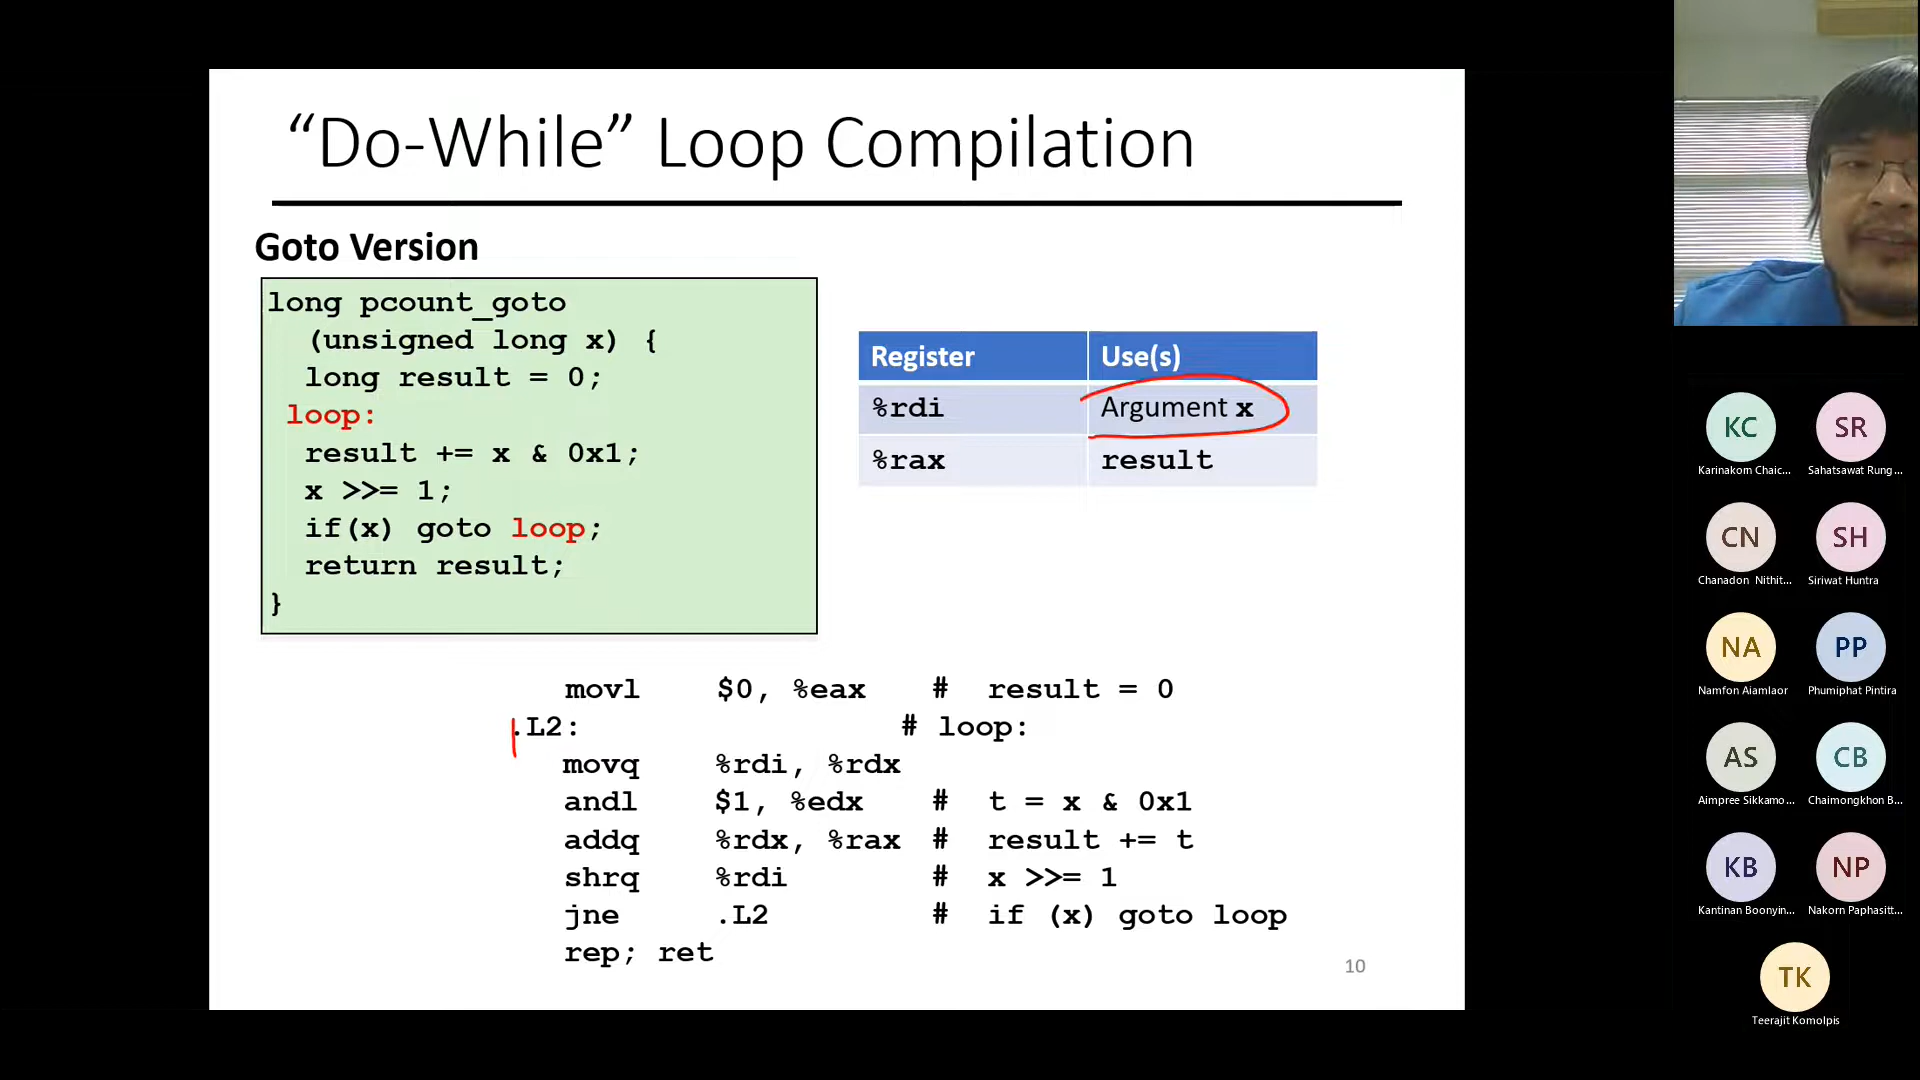 “Do-While” Loop Compilation
Goto Version
long pcount_goto
(unsigned long x) {
long result = 0;
loop:
result += x & 0x1;
x >>= 1;
if(x) goto loop;
return result;
}
Register Use(s)
%rdi Argument x
%rax result
movl $0, %eax # result = 0
.L2: # loop:
movq %rdi, %rdx
andl $1, %edx # t = x & 0x1
addq %rdx, %rax # result += t
shrq %rdi # x >>= 1
jne .L2 # if (x) goto loop
rep; ret
10
KC SR
Karinakorn Chaic... Sahatsawat Rung...
CN SH
Chanadon Nithit... Siriwat Huntra
NA PP
Namfon Aiamlaor Phumiphat Pintira
AS CB
Aimpree Sikkamo... Chaimongkhon B...
KB NP
Kantinan Boonyin... Nakorn Paphasitt...
TK
Teerajit Komolpis